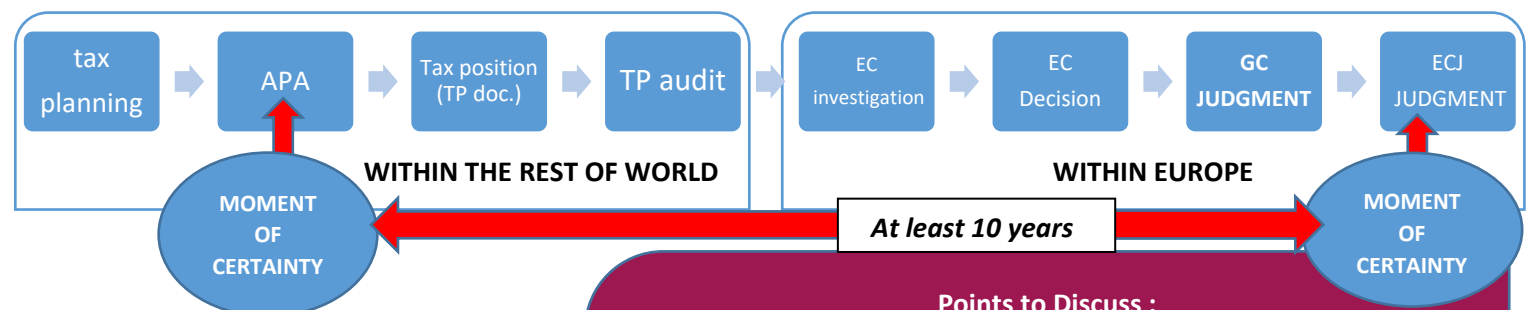 tax
planning
APA
Tax position
(TP doc.)
TP audit
EC
investigation
EC
Decision
GC
JUDGMENT
ECJ
JUDGMENT
WITHIN THE REST OF WORLD
WITHIN EUROPE
MOMENT
OF
CERTAINTY
At least 10 years
MOMENT
OF
CERTAINTY
Points to Discuss :